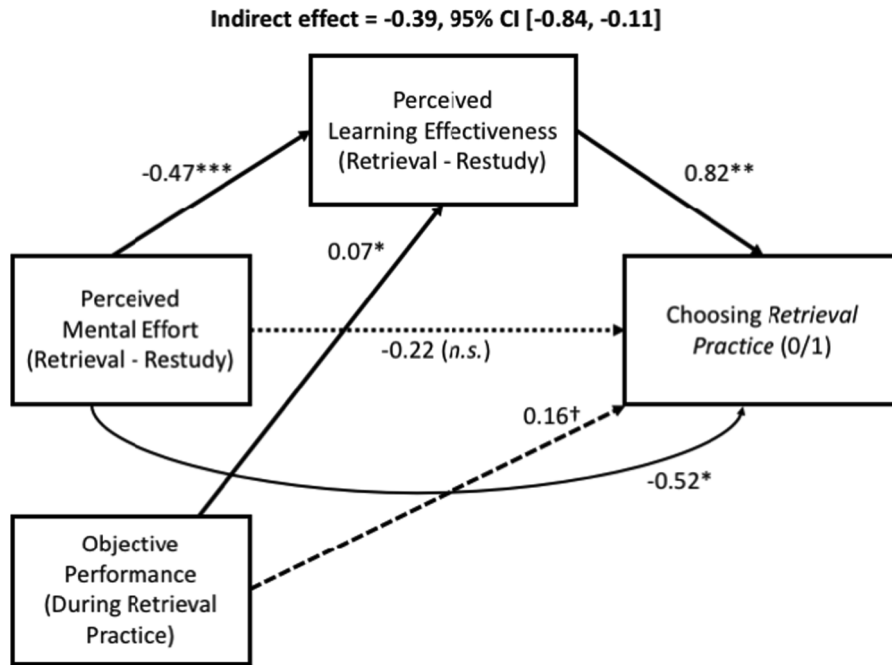 Indirect effect = -0.39, 95% CI [-0.84, -0.11]
Perceived
Learning Effectiveness
(Retrieval - Restudy)
-0.47***
0.82**
0.07*
Perceived
Mental Effort
(Retrieval - Restudy)
Choosing Retrieval
Practice (0/1)
-0.22 (n.s.)
0.16†
-0.52*
Objective
Performance
(During Retrieval
Practice)